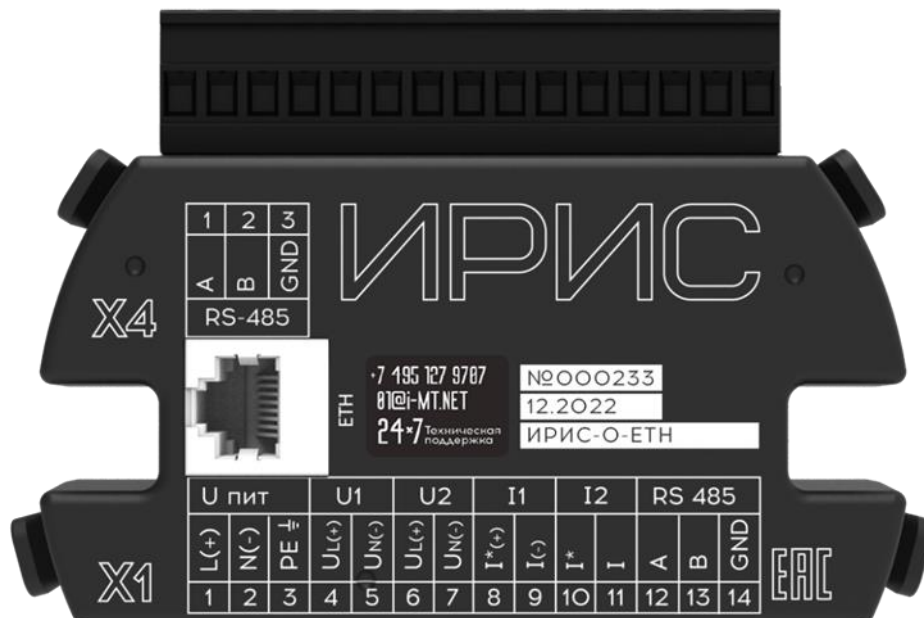 1 2 3
ИРИС
A B GND
X4
RS-485
ETH
+7 495 127 9707
01@i-MT.NET
24×7 Техническая
поддержка
№000233
12.2022
ИРИС-О-ETH
U пит U1 U2 I1 I2 RS 485
L(+) N(-) PE UL(+) UN(-) UL(+) UN(-) I*(+) I(-) I* I A B GND
X1
1 2 3 4 5 6 7 8 9 10 11 12 13 14
EAC